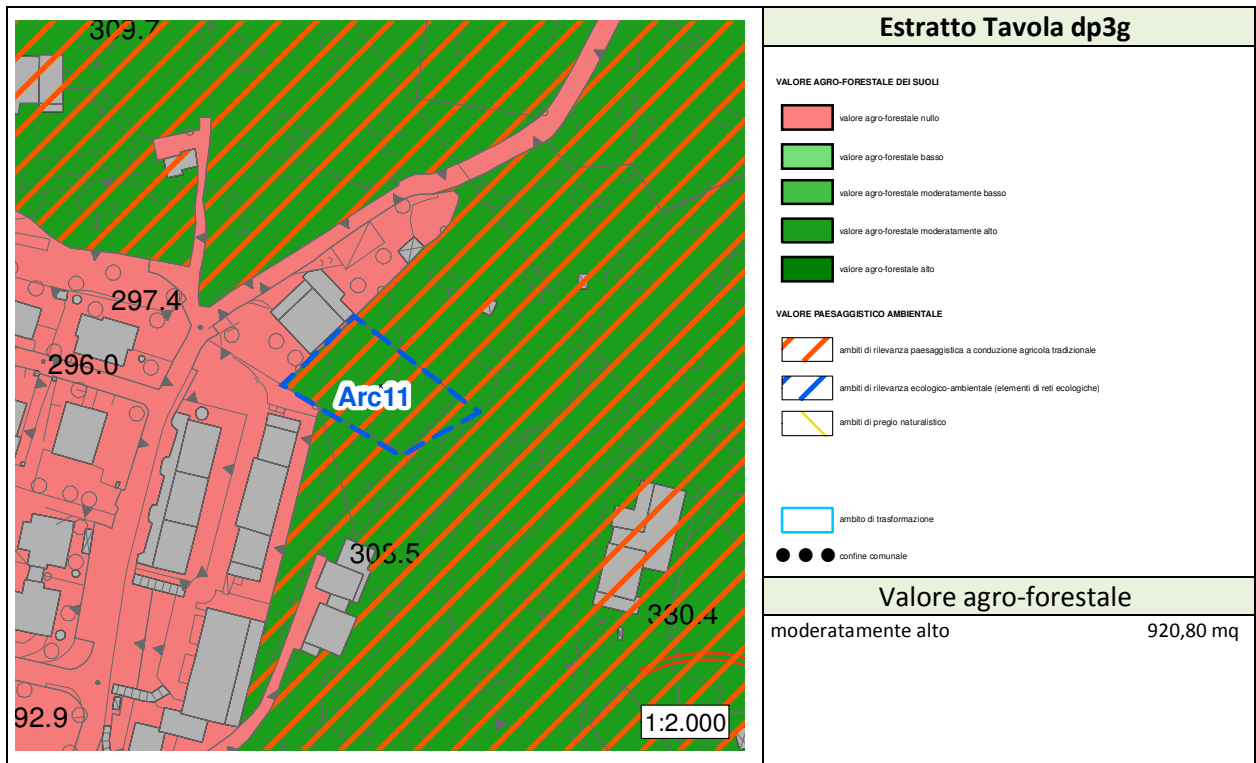 309.7
297.4
296.0
Arc11
303.5
330.4
92.9
1:2.000
Estratto Tavola dp3g
VALORE AGRO-FORESTALE DEI SUOLI
valore agro-forestale nullo
valore agro-forestale basso
valore agro-forestale moderatamente basso
valore agro-forestale moderatamente alto
valore agro-forestale alto
VALORE PAESAGGISTICO AMBIENTALE
ambiti di rilevanza paesaggistica a conduzione agricola tradizionale
ambiti di rilevanza ecologico-ambientale (elementi di reti ecologiche)
ambiti di pregio naturalistico
ambito di trasformazione
confine comunale
Valore agro-forestale
moderatamente alto 920,80 mq